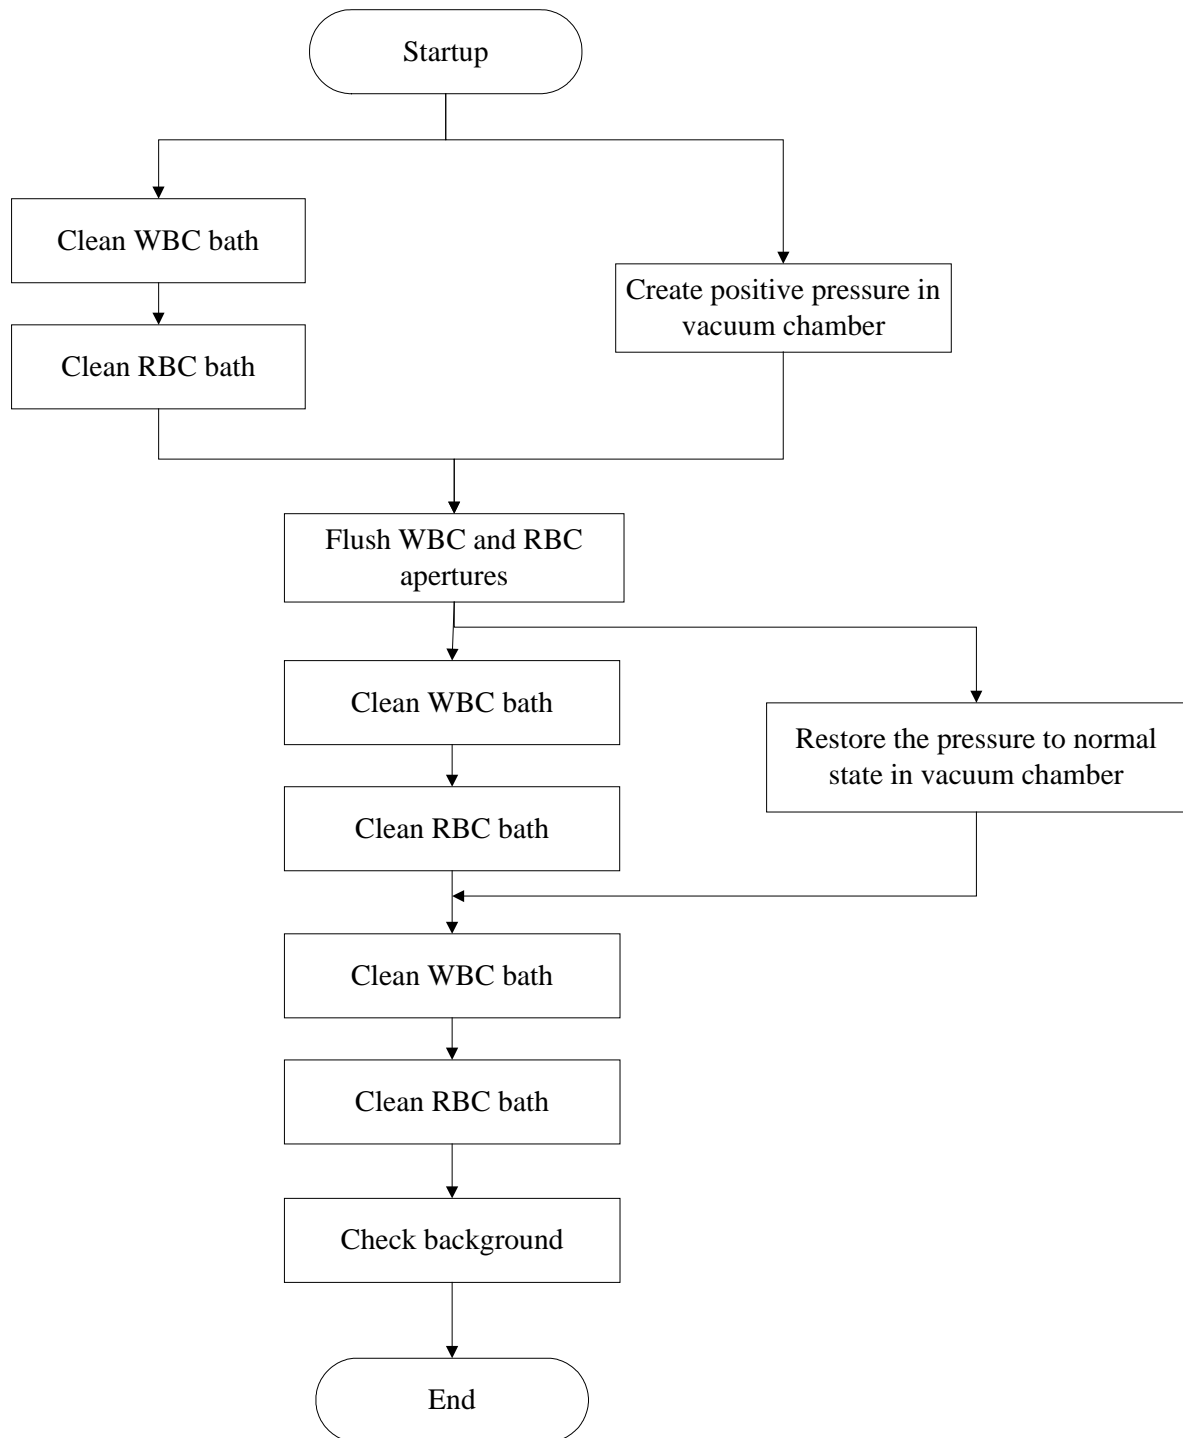 Startup
Clean WBC bath
Create positive pressure in
vacuum chamber
Clean RBC bath
Flush WBC and RBC
apertures
Clean WBC bath
Restore the pressure to normal
state in vacuum chamber
Clean RBC bath
Clean WBC bath
Clean RBC bath
Check background
End